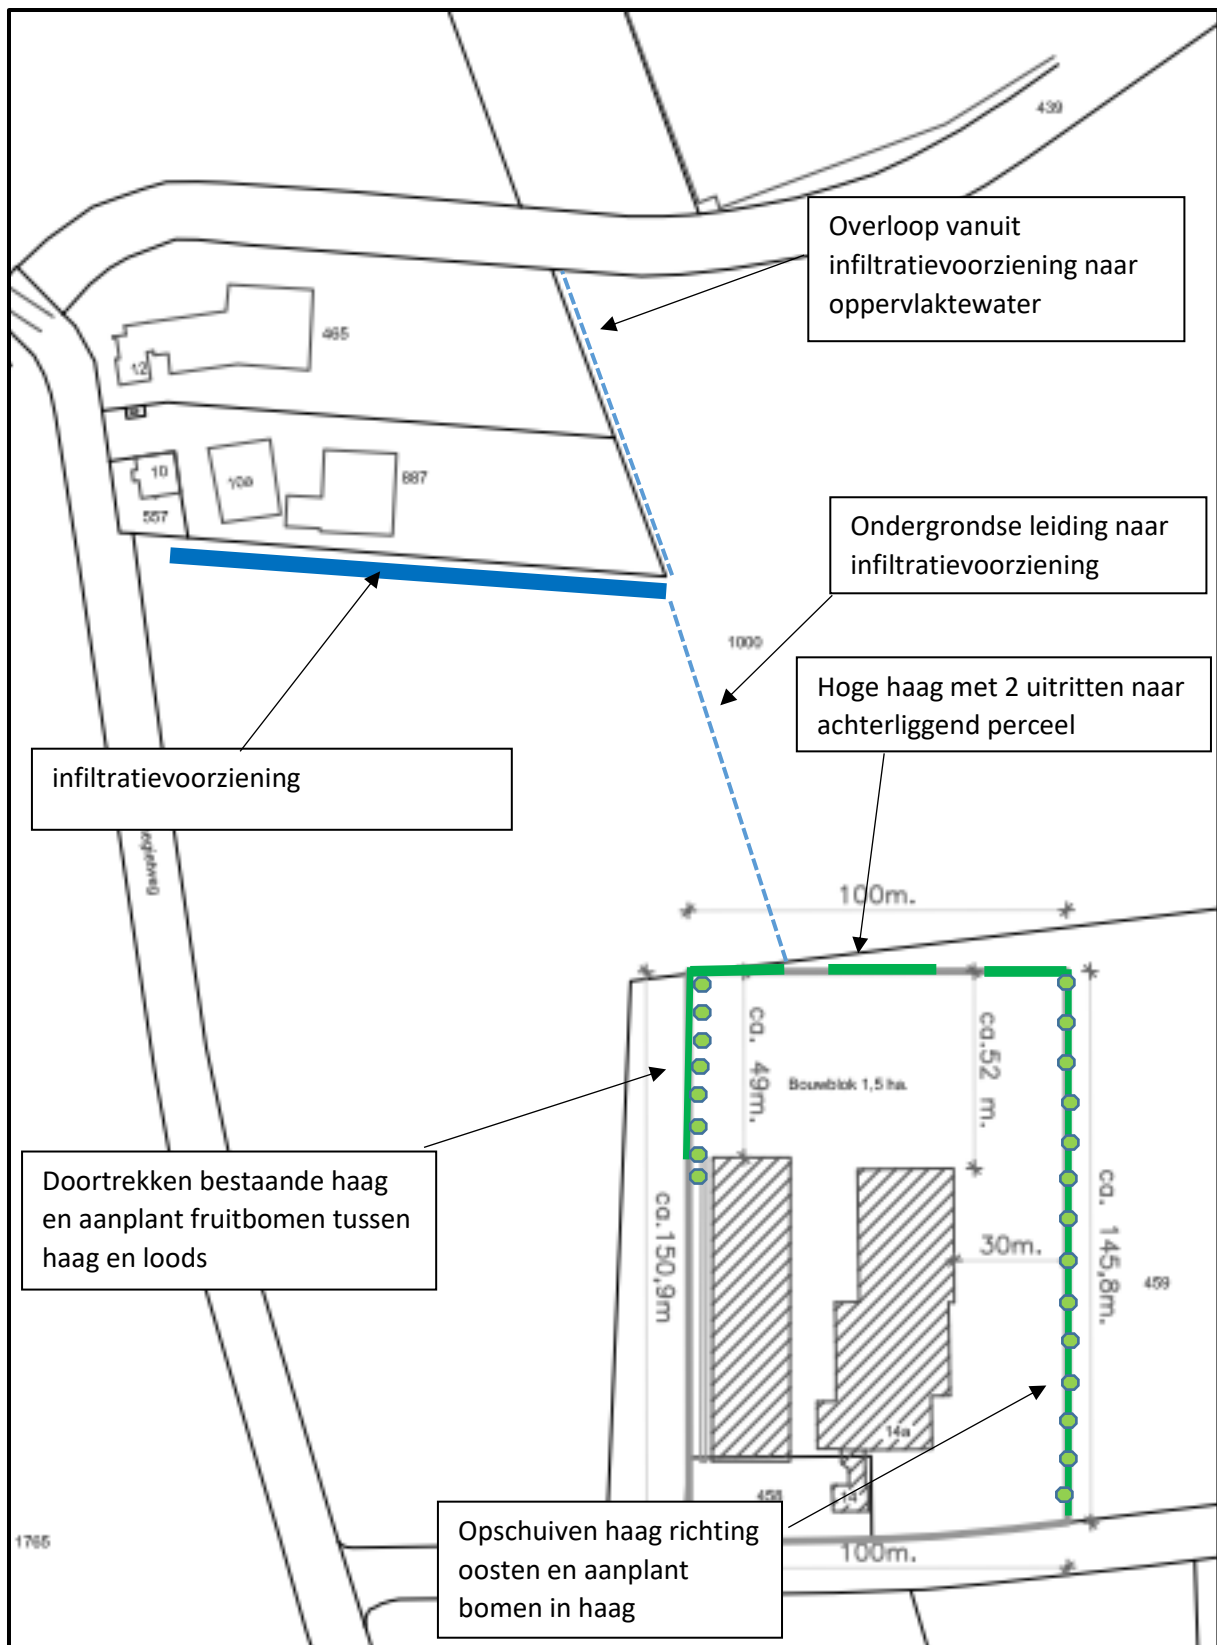 439
Overloop vanuit
infiltratievoorziening naar
oppervlaktewater
465
12
10
10a
887
557
Ondergrondse leiding naar
infiltratievoorziening
1000
Hoge haag met 2 uitritten naar
achterliggend perceel
infiltratievoorziening
100m.
ca. 49m.
ca.52 m.
Bouwblok 1,5 ha.
Doortrekken bestaande haag
en aanplant fruitbomen tussen
haag en loods
ca.150,9m
30m.
ca. 145,8m.
459
14a
458
14
1765
Opschuiven haag richting
oosten en aanplant
bomen in haag
100m.